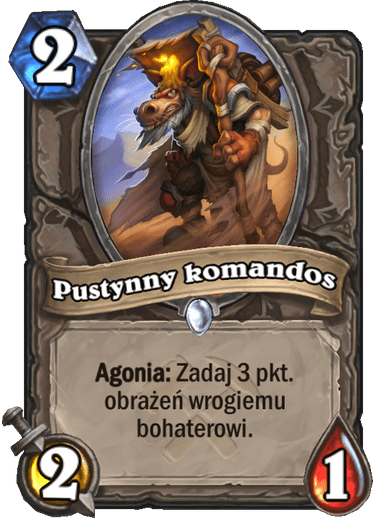 2
Pustynny komandos
Agonia: Zadaj 3 pkt.
obrażeń wrogiemu
bohaterowi.
2
1